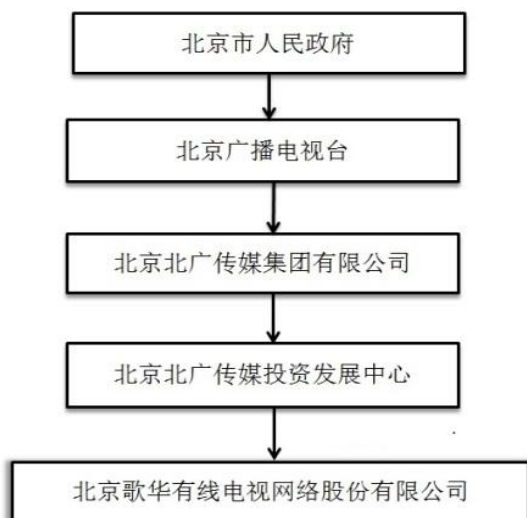 北京市人民政府
北京广播电视台
北京北广传媒集团有限公司
北京北广传媒投资发展中心
北京歌华有线电视网络股份有限公司